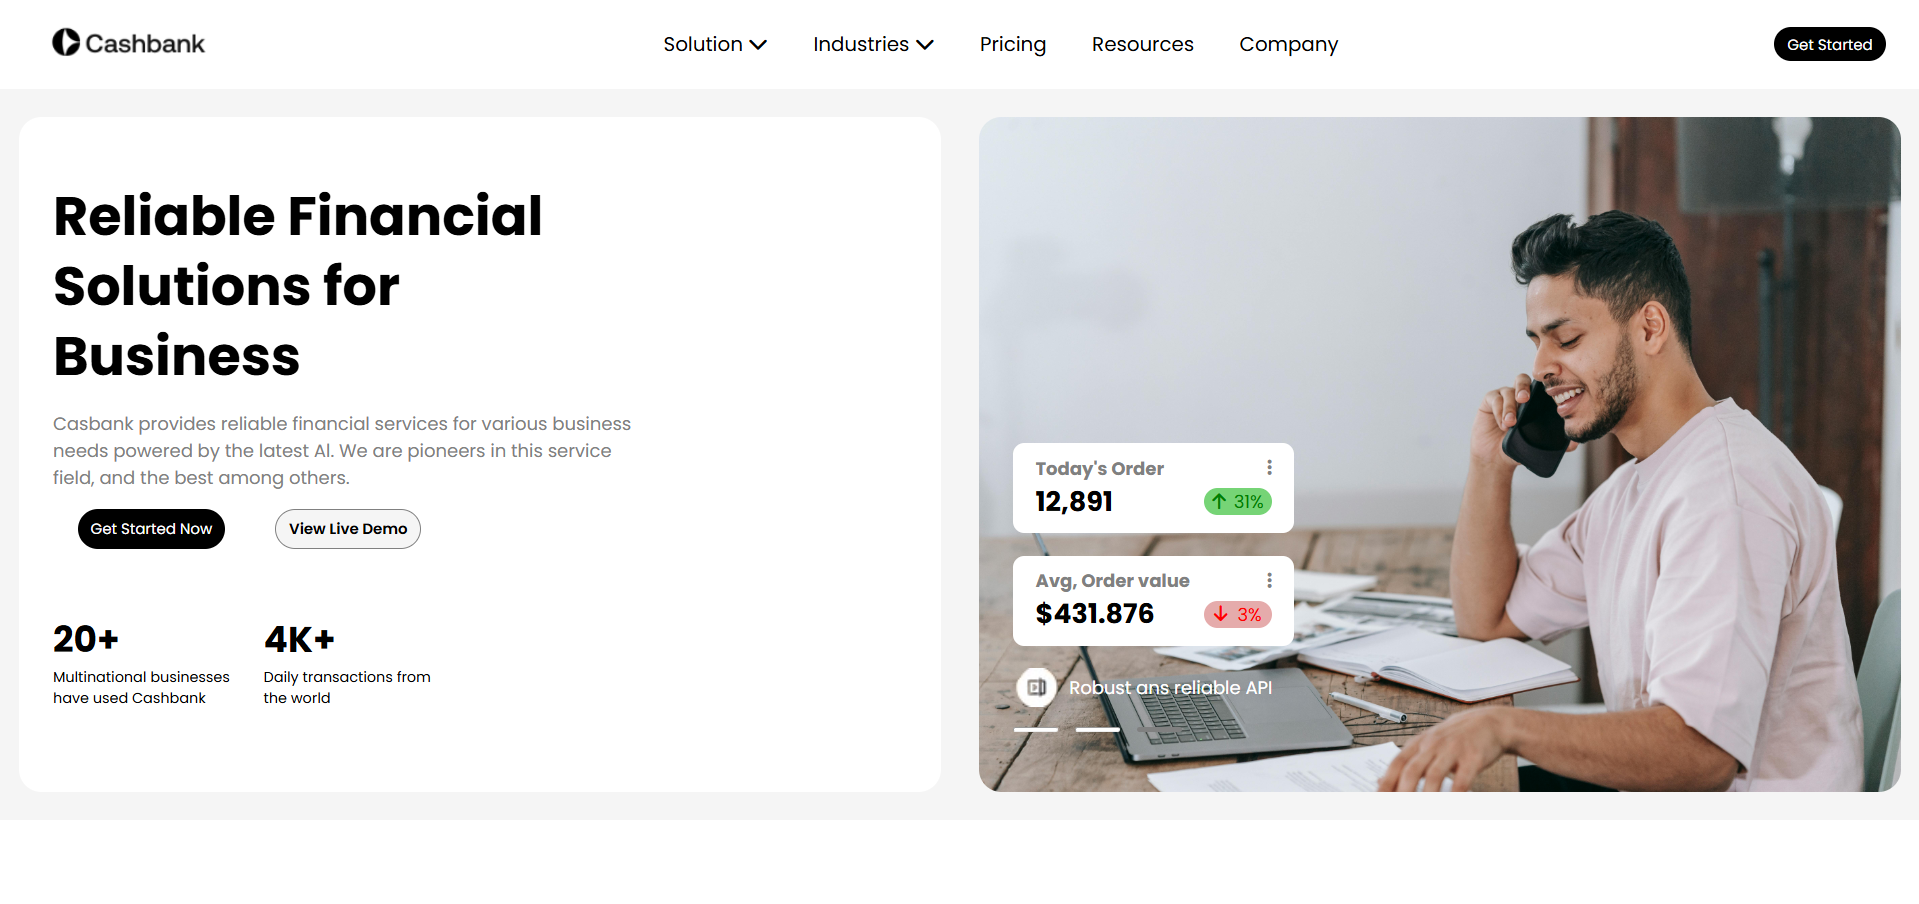 Cashbank
Solution
Industries
Pricing
Resources
Company
Get Started
Reliable Financial
Solutions for
Business
Casbank provides reliable financial services for various business
needs powered by the latest Al. We are pioneers in this service
field, and the best among others.
Get Started Now
View Live Demo
20+
Multinational businesses
have used Cashbank
4K+
Daily transactions from
the world
Today's Order
12,891
31%
Avg, Order value
$431.876
3%
Robust ans reliable API